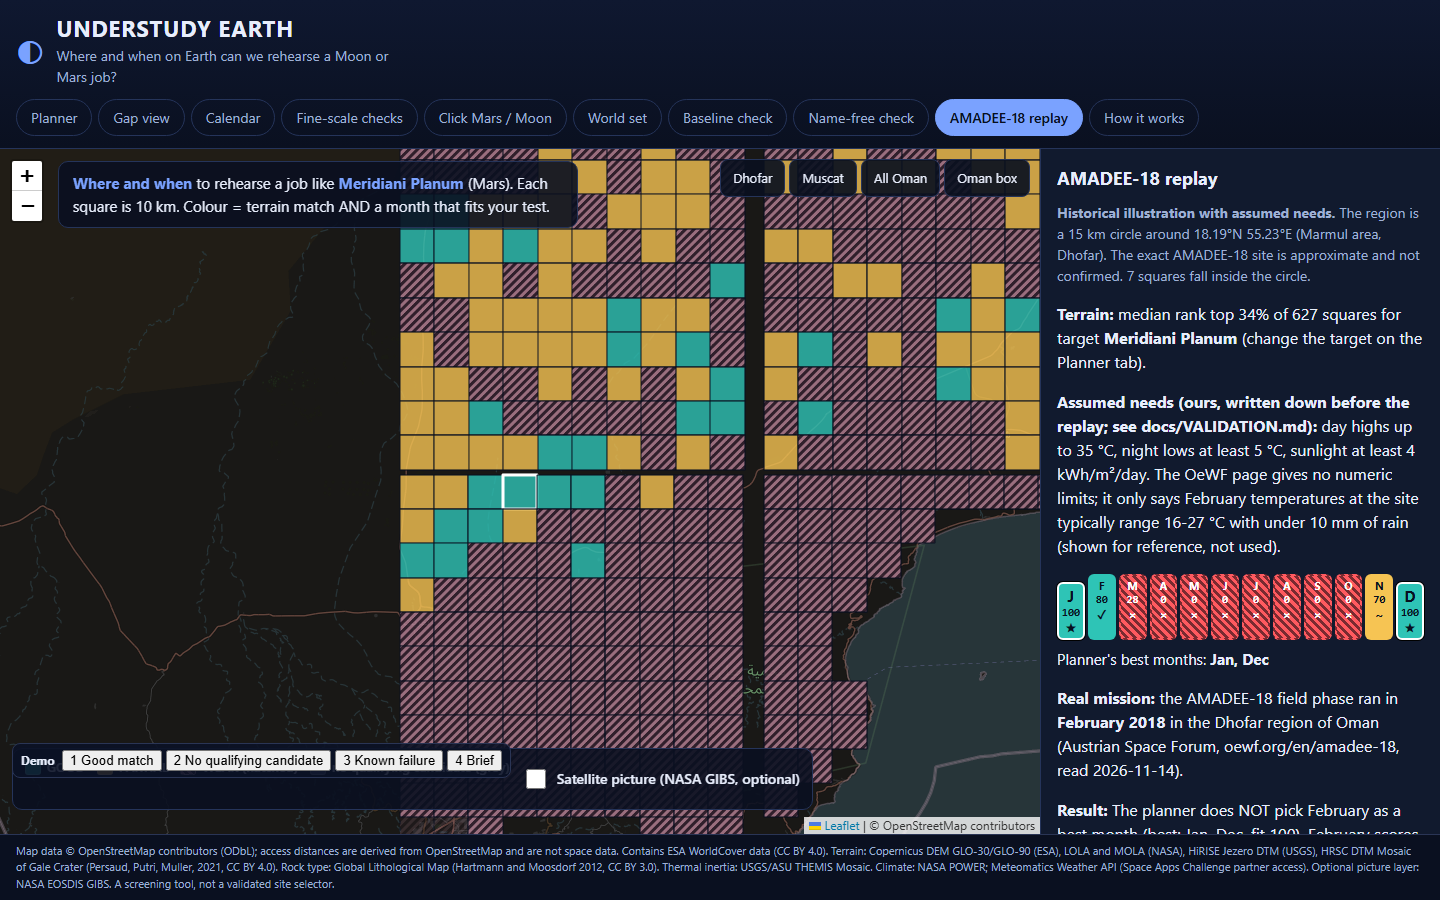 UNDERSTUDY EARTH
Where and when on Earth can we rehearse a Moon or
Mars job?
Planner
Gap view
Calendar
Fine-scale checks
Click Mars / Moon
World set
Baseline check
Name-free check
AMADEE-18 replay
How it works
+
−
Where and when to rehearse a job like Meridiani Planum (Mars). Each
square is 10 km. Colour = terrain match AND a month that fits your test.
Dhofar
Muscat
All Oman
Oman box
Demo
1 Good match
2 No qualifying candidate
3 Known failure
4 Brief
Satellite picture (NASA GIBS, optional)
Leaflet | © OpenStreetMap contributors
AMADEE-18 replay
Historical illustration with assumed needs. The region is
a 15 km circle around 18.19°N 55.23°E (Marmul area,
Dhofar). The exact AMADEE-18 site is approximate and not
confirmed. 7 squares fall inside the circle.
Terrain: median rank top 34% of 627 squares for
target Meridiani Planum (change the target on the
Planner tab).
Assumed needs (ours, written down before the
replay; see docs/VALIDATION.md): day highs up
to 35 °C, night lows at least 5 °C, sunlight at least 4
kWh/m²/day. The OeWF page gives no numeric
limits; it only says February temperatures at the site
typically range 16-27 °C with under 10 mm of rain
(shown for reference, not used).
J F M A M J J A S O N D
100 80 28 0 0 0 0 0 0 0 70 100
★ ✓ × × × × × × × × ~ ★
Planner's best months: Jan, Dec
Real mission: the AMADEE-18 field phase ran in
February 2018 in the Dhofar region of Oman
(Austrian Space Forum, oewf.org/en/amadee-18,
read 2026-11-14).
Result: The planner does NOT pick February as a
best month (best: Jan, Dec, fit 100). February scores
Map data © OpenStreetMap contributors (ODbL); access distances are derived from OpenStreetMap and are not space data. Contains ESA WorldCover data (CC BY 4.0). Terrain: Copernicus DEM GLO-30/GLO-90 (ESA), LOLA and MOLA (NASA), HiRISE Jezero DTM (USGS), HRSC DTM Mosaic
of Gale Crater (Persaud, Putri, Muller, 2021, CC BY 4.0). Rock type: Global Lithological Map (Hartmann and Moosdorf 2012, CC BY 3.0). Thermal inertia: USGS/ASU THEMIS Mosaic. Climate: NASA POWER; Meteomatics Weather API (Space Apps Challenge partner access). Optional picture layer:
NASA EOSDIS GIBS. A screening tool, not a validated site selector.